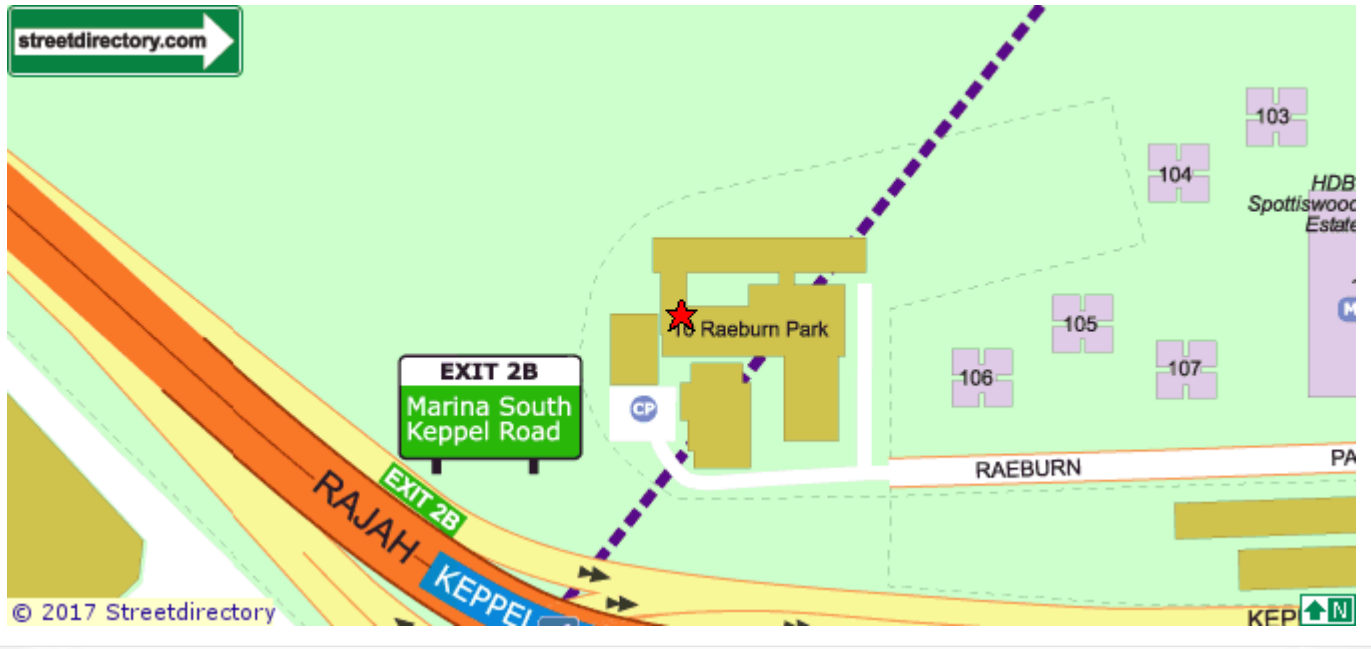 streetdirectory.com
103
104
HDB
Spottiswood
Estate
10 Raeburn Park
105
M
106
107
EXIT 2B
Marina South
Keppel Road
CP
RAEBURN
PA
EXIT 2B
RAJAH
KEPPEL
© 2017 Streetdirectory
KEP
N